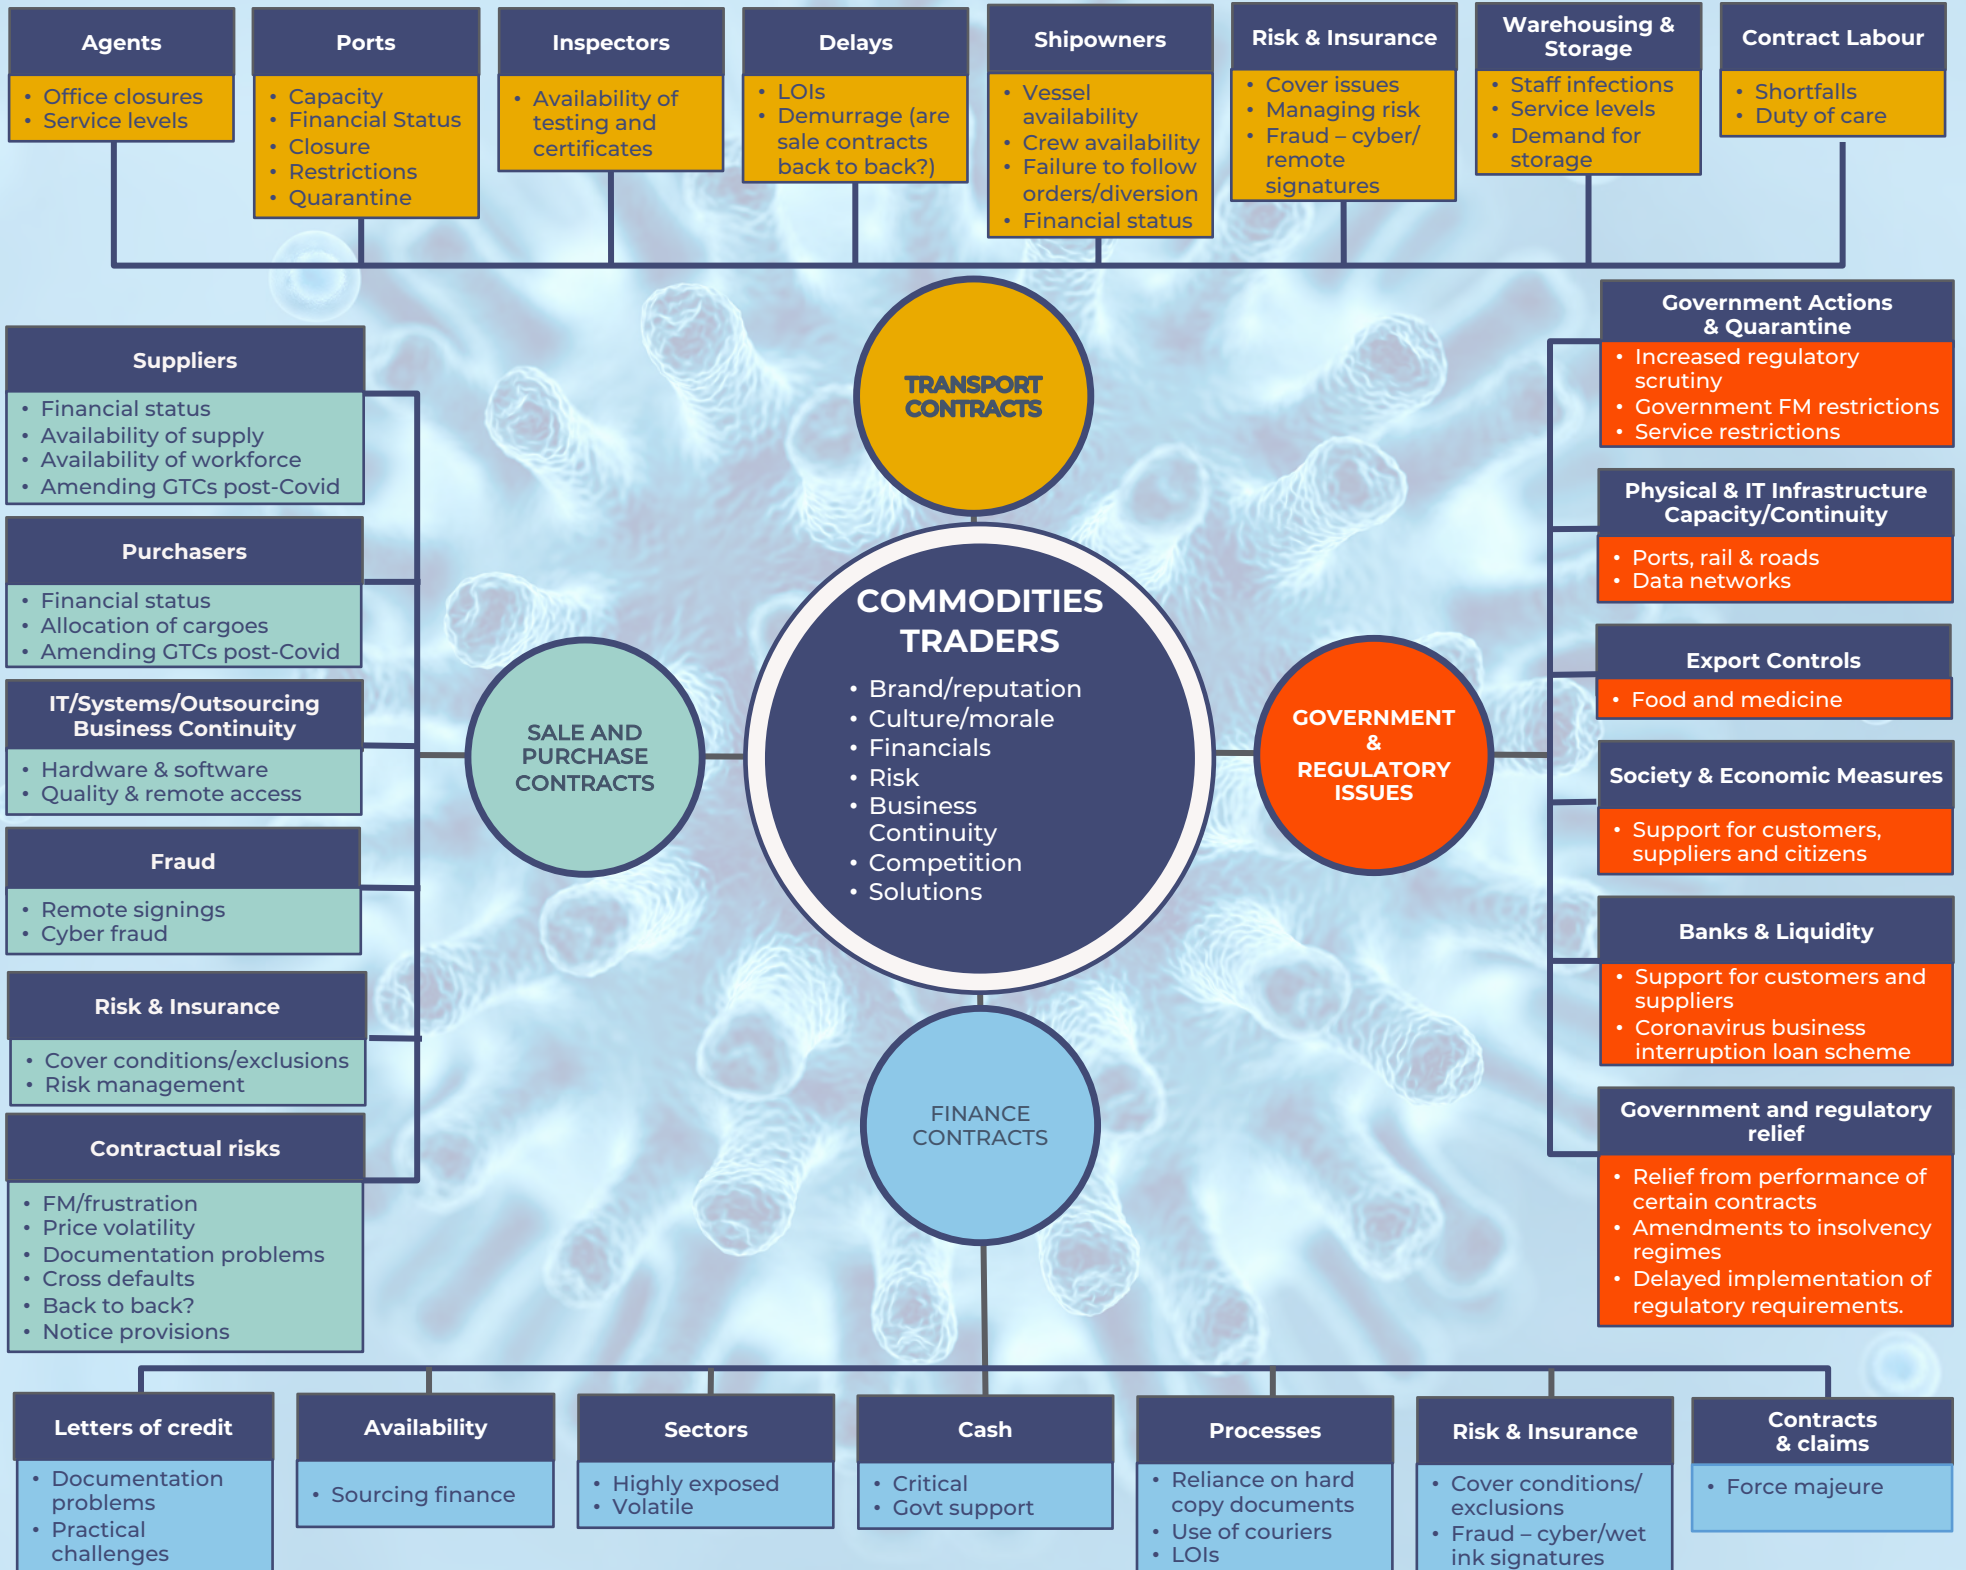 Agents
• Office closures
• Service levels
Ports
• Capacity
• Financial Status
• Closure
• Restrictions
• Quarantine
Inspectors
• Availability of
testing and
certificates
Delays
• LOIs
• Demurrage (are
sale contracts
back to back?)
Shipowners
• Vessel
availability
• Crew availability
• Failure to follow
orders/diversion
• Financial status
Risk & Insurance
• Cover issues
• Managing risk
• Fraud – cyber/
remote
signatures
Warehousing &
Storage
• Staff infections
• Service levels
• Demand for
storage
Contract Labour
• Shortfalls
• Duty of care
TRANSPORT
CONTRACTS
Suppliers
• Financial status
• Availability of supply
• Availability of workforce
• Amending GTCs post-Covid
Purchasers
• Financial status
• Allocation of cargoes
• Amending GTCs post-Covid
IT/Systems/Outsourcing
Business Continuity
• Hardware & software
• Quality & remote access
Fraud
• Remote signings
• Cyber fraud
Risk & Insurance
• Cover conditions/exclusions
• Risk management
Contractual risks
• FM/frustration
• Price volatility
• Documentation problems
• Cross defaults
• Back to back?
• Notice provisions
SALE AND
PURCHASE
CONTRACTS
COMMODITIES
TRADERS
• Brand/reputation
• Culture/morale
• Financials
• Risk
• Business
Continuity
• Competition
• Solutions
GOVERNMENT
&
REGULATORY
ISSUES
Government Actions
& Quarantine
• Increased regulatory
scrutiny
• Government FM restrictions
• Service restrictions
Physical & IT Infrastructure
Capacity/Continuity
• Ports, rail & roads
• Data networks
Export Controls
• Food and medicine
Society & Economic Measures
• Support for customers,
suppliers and citizens
Banks & Liquidity
• Support for customers and
suppliers
• Coronavirus business
interruption loan scheme
Government and regulatory
relief
• Relief from performance of
certain contracts
• Amendments to insolvency
regimes
• Delayed implementation of
regulatory requirements.
FINANCE
CONTRACTS
Letters of credit
• Documentation
problems
• Practical
challenges
Availability
• Sourcing finance
Sectors
• Highly exposed
• Volatile
Cash
• Critical
• Govt support
Processes
• Reliance on hard
copy documents
• Use of couriers
• LOIs
Risk & Insurance
• Cover conditions/
exclusions
• Fraud – cyber/wet
ink signatures
Contracts
& claims
• Force majeure